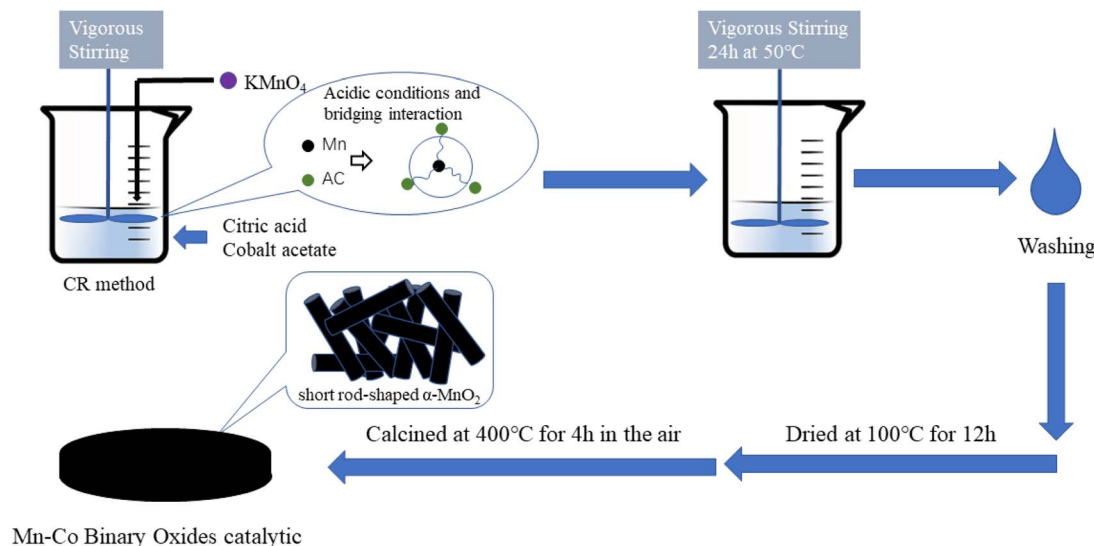 Vigorous
Stirring
KMnO₄
Acidic conditions and
bridging interaction
Mn
AC
Citric acid
Cobalt acetate
CR method
Vigorous Stirring
24h at 50℃
Washing
Dried at 100℃ for 12h
Calcined at 400℃ for 4h in the air
short rod-shaped α-MnO₂
Mn-Co Binary Oxides catalytic